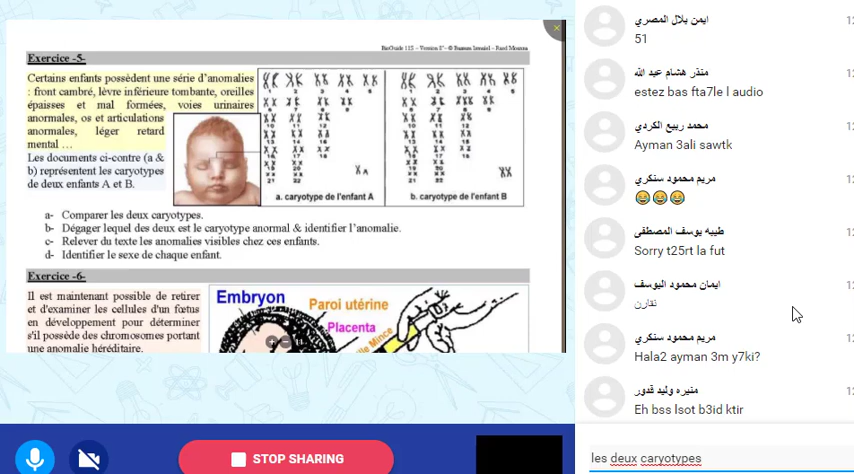 BioGuide 125 – Version 2° - © Bassam Ismaiel – Raed Moussa
Exercice -5-
Certains enfants possèdent une série d'anomalies
: front cambré, lèvre inférieure
tombante, oreilles
épaisses et mal formées,
voies urinaires
anormales, os et articulations
anormales, léger retard
mental …
Les documents ci-contre (a &
b) représentent les caryotypes
de deux enfants A et B.
a. caryotype de l'enfant A
b. caryotype de l'enfant B
a- Comparer les deux caryotypes.
b- Dégager lequel des deux est le caryotype anormal & identifier l'anomalie.
c- Relever du texte les anomalies visibles chez ces enfants.
d- Identifier le sexe de chaque enfant.
Exercice -6-
Il est maintenant possible de retirer
et d'examiner les cellules d'un fœtus
en développement pour déterminer
s'il possède des chromosomes portant
une anomalie héréditaire.
Embryon
Paroi utérine
Placenta
Mince
STOP SHARING
ايمن بلال المصري
51
منذر هشام عبد الله
estez bas fta7le l audio
محمد ربيع الكردي
Ayman 3ali sawtk
مريم محمود سنكري
😂😂😂
طيبه يوسف المصطفى
Sorry t25rt la fut
ايمان محمود اليوسف
نقارن
مريم محمود سنكري
Hala2 ayman 3m y7ki?
منيره وليد قدور
Eh bss lsot b3id ktir
les deux caryotypes